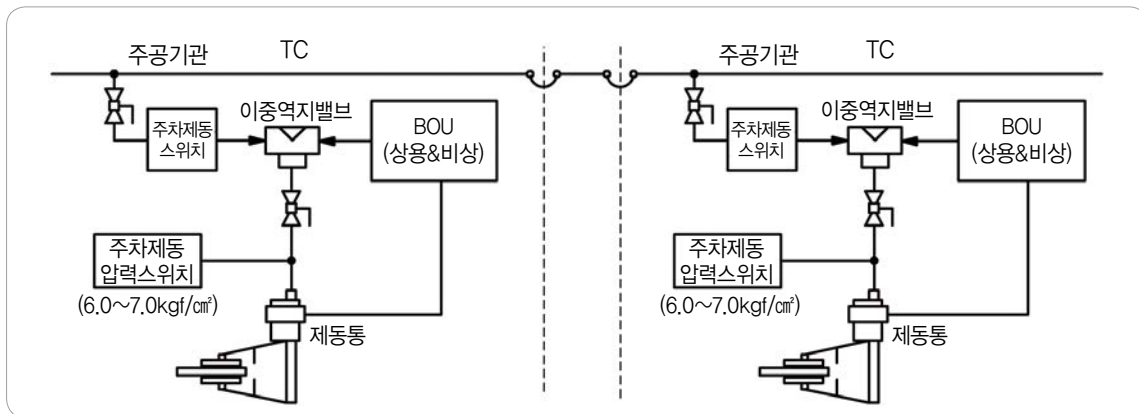 주공기관
TC
이중역지밸브
주차제동
스위치
BOU
(상용&비상)
주차제동
압력스위치
(6.0~7.0kgf/㎠)
제동통
주공기관
TC
이중역지밸브
주차제동
스위치
BOU
(상용&비상)
주차제동
압력스위치
(6.0~7.0kgf/㎠)
제동통